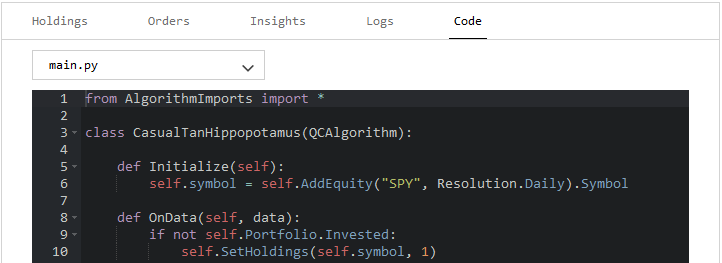 Holdings Orders Insights Logs Code
main.py
1 from AlgorithmImports import *
2
3 class CasualTanHippopotamus(QCAlgorithm):
4
5 def Initialize(self):
6 self.symbol = self.AddEquity("SPY", Resolution.Daily).Symbol
7
8 def OnData(self, data):
9 if not self.Portfolio.Invested:
10 self.SetHoldings(self.symbol, 1)